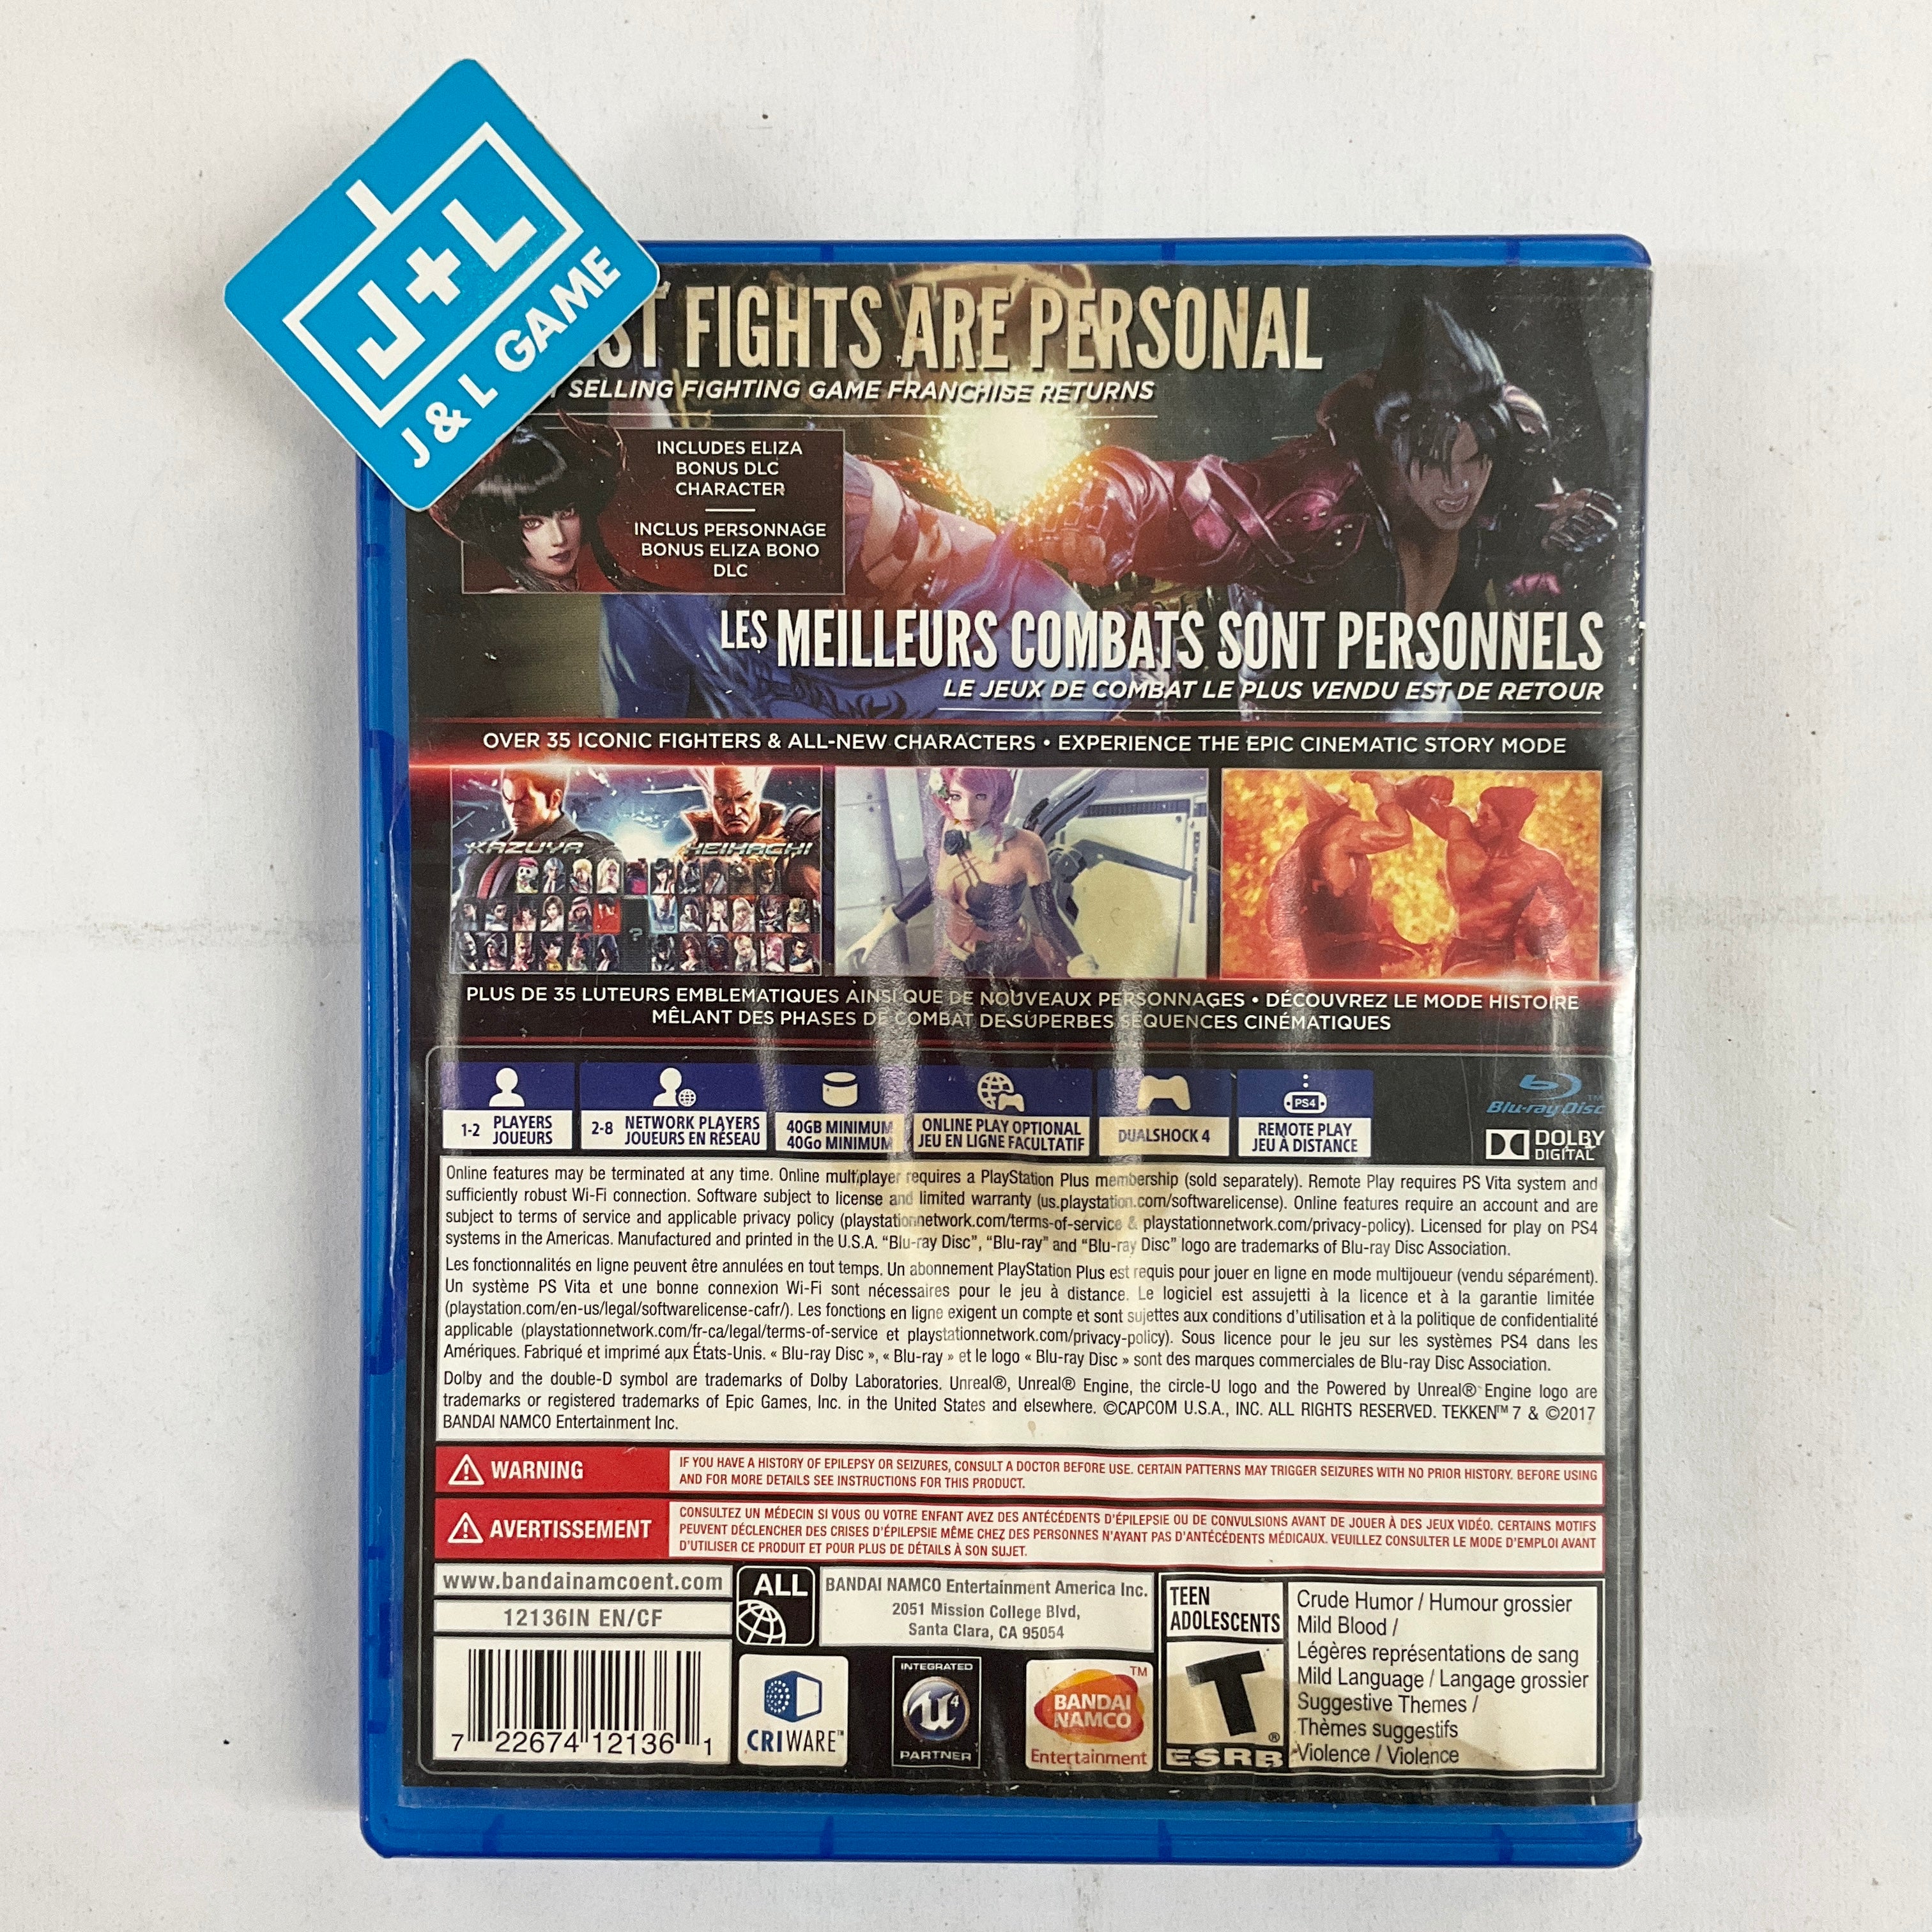 J+L
J & L GAME
FIGHTS ARE PERSONAL
SELLING FIGHTING GAME FRANCHISE RETURNS
INCLUDES ELIZA
BONUS DLC
CHARACTER
INCLUS PERSONNAGE
BONUS ELIZA BONO
DLC
LES MEILLEURS COMBATS SONT PERSONNELS
LE JEUX DE COMBAT LE PLUS VENDU EST DE RETOUR
OVER 35 ICONIC FIGHTERS & ALL-NEW CHARACTERS • EXPERIENCE THE EPIC CINEMATIC STORY MODE
KAZUYA HEIHACHI
?
PLUS DE 35 LUTEURS EMBLEMATIQUES AINSI QUE DE NOUVEAUX PERSONNAGES • DÉCOUVREZ LE MODE HISTOIRE
MÊLANT DES PHASES DE COMBAT DE SUPERBES SÉQUENCES CINÉMATIQUES
1-2 PLAYERS
JOUEURS
2-8 NETWORK PLAYERS
JOUEURS EN RÉSEAU
40GB MINIMUM
40Go MINIMUM
ONLINE PLAY OPTIONAL
JEU EN LIGNE FACULTATIF
DUALSHOCK 4
PS4
REMOTE PLAY
JEU À DISTANCE
Blu-ray Disc™
DOLBY
DIGITAL
Online features may be terminated at any time. Online multiplayer requires a PlayStation Plus membership (sold separately). Remote Play requires PS Vita system and
sufficiently robust Wi-Fi connection. Software subject to license and limited warranty (us.playstation.com/softwarelicense). Online features require an account and are
subject to terms of service and applicable privacy policy (playstationnetwork.com/terms-of-service & playstationnetwork.com/privacy-policy). Licensed for play on PS4
systems in the Americas. Manufactured and printed in the U.S.A. “Blu-ray Disc”, “Blu-ray” and “Blu-ray Disc” logo are trademarks of Blu-ray Disc Association.
Les fonctionnalités en ligne peuvent être annulées en tout temps. Un abonnement PlayStation Plus est requis pour jouer en ligne en mode multijoueur (vendu séparément).
Un système PS Vita et une bonne connexion Wi-Fi sont nécessaires pour le jeu à distance. Le logiciel est assujetti à la licence et à la garantie limitée
(playstation.com/en-us/legal/softwarelicense-cafr/). Les fonctions en ligne exigent un compte et sont sujettes aux conditions d’utilisation et à la politique de confidentialité
applicable (playstationnetwork.com/fr-ca/legal/terms-of-service et playstationnetwork.com/privacy-policy). Sous licence pour le jeu sur les systèmes PS4 dans les
Amériques. Fabriqué et imprimé aux États-Unis. « Blu-ray Disc », « Blu-ray » et le logo « Blu-ray Disc » sont des marques commerciales de Blu-ray Disc Association.
Dolby and the double-D symbol are trademarks of Dolby Laboratories. Unreal®, Unreal® Engine, the circle-U logo and the Powered by Unreal® Engine logo are
trademarks or registered trademarks of Epic Games, Inc. in the United States and elsewhere. ©CAPCOM U.S.A., INC. ALL RIGHTS RESERVED. TEKKEN™ 7 & ©2017
BANDAI NAMCO Entertainment Inc.
WARNING
IF YOU HAVE A HISTORY OF EPILEPSY OR SEIZURES, CONSULT A DOCTOR BEFORE USE. CERTAIN PATTERNS MAY TRIGGER SEIZURES WITH NO PRIOR HISTORY. BEFORE USING
AND FOR MORE DETAILS SEE INSTRUCTIONS FOR THIS PRODUCT.
AVERTISSEMENT
CONSULTEZ UN MÉDECIN SI VOUS OU VOTRE ENFANT AVEZ DES ANTÉCÉDENTS D'ÉPILEPSIE OU DE CONVULSIONS AVANT DE JOUER À DES JEUX VIDÉO. CERTAINS MOTIFS
PEUVENT DÉCLENCHER DES CRISES D'ÉPILEPSIE MÊME CHEZ DES PERSONNES N'AYANT PAS D'ANTÉCÉDENTS MÉDICAUX. VEUILLEZ CONSULTER LE MODE D'EMPLOI AVANT
D'UTILISER CE PRODUIT ET POUR PLUS DE DÉTAILS À SON SUJET.
www.bandainamcoent.com
12136IN EN/CF
7 22674 12136 1
ALL
BANDAI NAMCO Entertainment America Inc.
2051 Mission College Blvd,
Santa Clara, CA 95054
CRIWARE™
INTEGRATED
U4
PARTNER
BANDAI
NAMCO™
Entertainment
TEEN
ADOLESCENTS
T®
ESRB
Crude Humor / Humour grossier
Mild Blood /
Légères représentations de sang
Mild Language / Langage grossier
Suggestive Themes /
Thèmes suggestifs
Violence / Violence